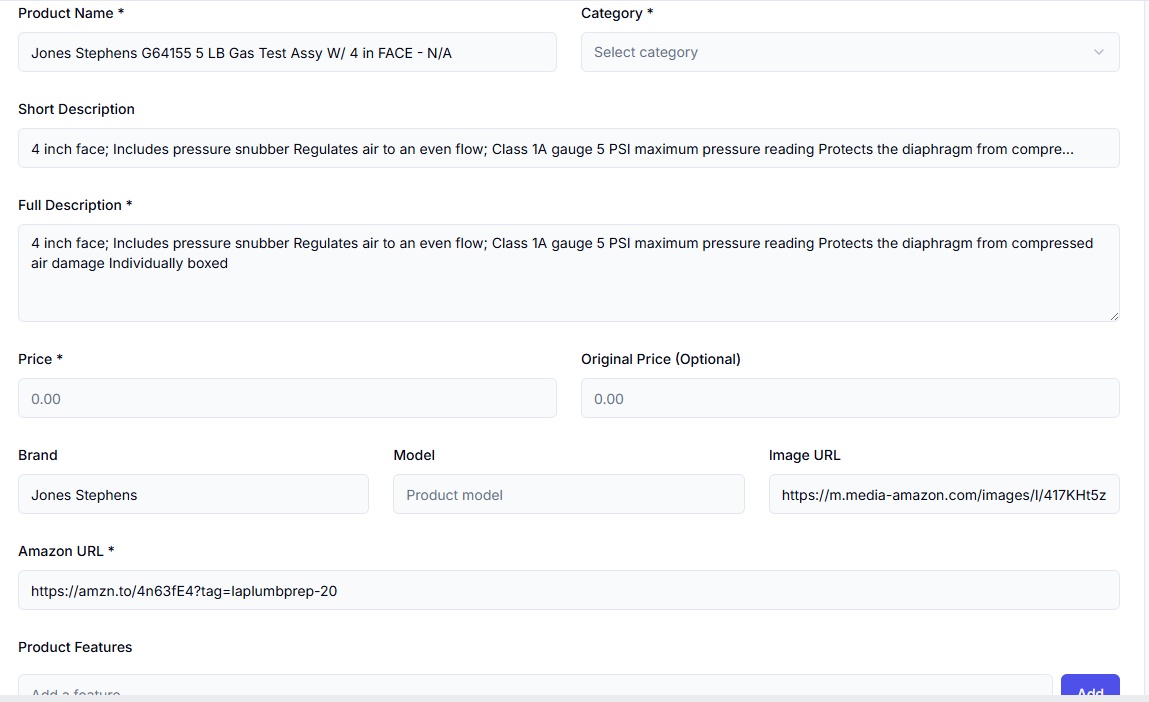 Product Name *
Category *
Jones Stephens G64155 5 LB Gas Test Assy W/ 4 in FACE - N/A
Select category
Short Description
4 inch face; Includes pressure snubber Regulates air to an even flow; Class 1A gauge 5 PSI maximum pressure reading Protects the diaphragm from compre...
Full Description *
4 inch face; Includes pressure snubber Regulates air to an even flow; Class 1A gauge 5 PSI maximum pressure reading Protects the diaphragm from compressed
air damage Individually boxed
Price *
Original Price (Optional)
0.00
0.00
Brand
Model
Image URL
Jones Stephens
Product model
https://m.media-amazon.com/images/I/417KHt5z
Amazon URL *
https://amzn.to/4n63fE4?tag=laplumbprep-20
Product Features
Add a feature
Add